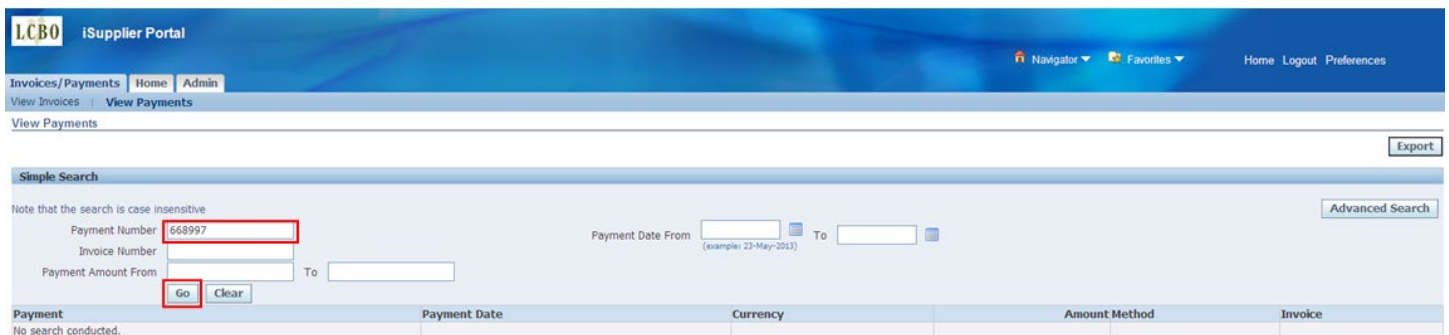 LCBO iSupplier Portal
Navigator Favorites Home Logout Preferences
Invoices/Payments Home Admin
View Invoices | View Payments
View Payments
Export
Simple Search
Note that the search is case insensitive
Advanced Search
Payment Number 668997
Payment Date From To
(example: 23-May-2013)
Invoice Number
Payment Amount From To
Go Clear
Payment Payment Date Currency Amount Method Invoice
No search conducted.